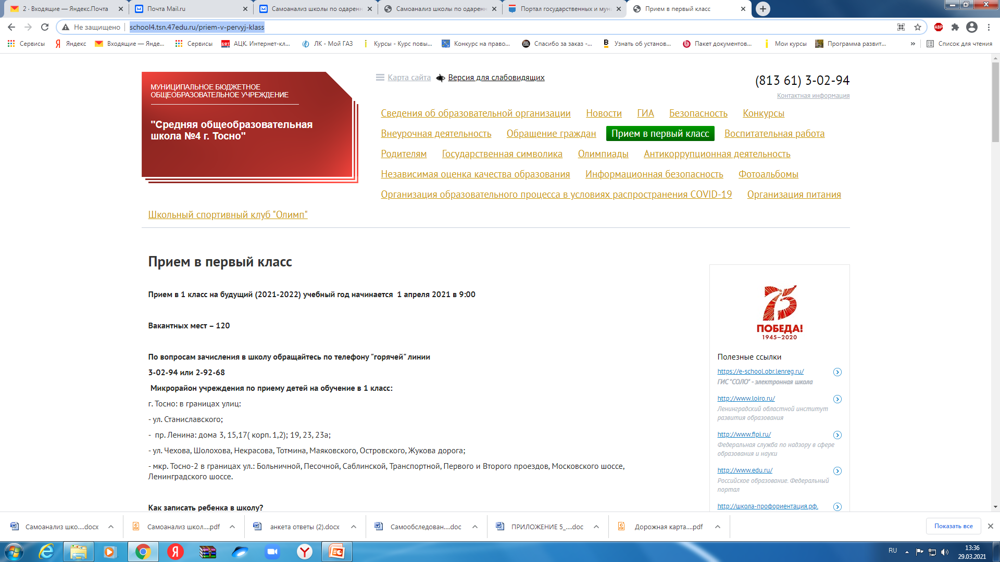 2 · Входящие — Яндекс.Почта
Почта Mail.ru
Самоанализ школы по одарен
Самоанализ школы по одарен
Портал государственных и мун
Прием в первый класс
Не защищено
school4.tsn.47edu.ru/priem-v-pervyj-klass
ABP
Сервисы
Яндекс
Входящие — Янде...
Сервисы
АЦК. Интернет-кл...
ЛК - Мой ГАЗ
Курсы - Курс повы...
Конкурс на право...
Спасибо за заказ -...
Узнать об установ...
Пакет документов...
Мои курсы
Программа развит...
»
Список для чтения
МУНИЦИПАЛЬНОЕ БЮДЖЕТНОЕ
ОБЩЕОБРАЗОВАТЕЛЬНОЕ УЧРЕЖДЕНИЕ
"Средняя общеобразовательная
школа №4 г. Тосно"
Карта сайта
Версия для слабовидящих
(813 61) 3-02-94
Контактная информация
Сведения об образовательной организации Новости ГИА Безопасность Конкурсы
Внеурочная деятельность Обращение граждан Прием в первый класс Воспитательная работа
Родителям Государственная символика Олимпиады Антикоррупционная деятельность
Независимая оценка качества образования Информационная безопасность Фотоальбомы
Организация образовательного процесса в условиях распространения COVID-19 Организация питания
Школьный спортивный клуб "Олимп"
Прием в первый класс
Прием в 1 класс на будущий (2021-2022) учебный год начинается  1 апреля 2021 в 9:00
Вакантных мест – 120
По вопросам зачисления в школу обращайтесь по телефону "горячей" линии
3-02-94 или 2-92-68
Микрорайон учреждения по приему детей на обучение в 1 класс:
г. Тосно: в границах улиц:
- ул. Станиславского;
-  пр. Ленина: дома 3, 15,17( корп. 1,2); 19, 23, 23а;
- ул. Чехова, Шолохова, Некрасова, Тотмина, Маяковского, Островского, Жукова дорога;
- мкр. Тосно-2 в границах ул.: Больничной, Песочной, Саблинской, Транспортной, Первого и Второго проездов, Московского шоссе,
Ленинградского шоссе.
Как записать ребенка в школу?
75
ПОБЕДА!
1945–2020
Полезные ссылки
https://e-school.obr.lenreg.ru/
ГИС "СОЛО" - электронная школа
http://www.loiro.ru/
Ленинградский областной институт
развития образования
http://www.fipi.ru/
Федеральная служба по надзору в сфере
образования и науки
http://www.edu.ru/
Российское образование. Федеральный
портал
http://школа-профориентация.рф.
Самоанализ шко....docx
Самоанализ школ....pdf
анкета ответы (2).docx
Самообследован....doc
ПРИЛОЖЕНИЕ 5_....doc
Дорожная карта....pdf
Показать все
RU
13:36
29.03.2021